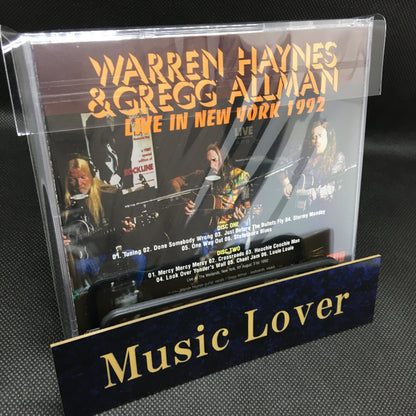 WARREN HAYNES
& GREGG ALLMAN
LIVE IN NEW YORK 1992
LIVE
DISC ONE
01. Tuning 02. Done Somebody Wrong 03. Just Before The Bullets Fly 04. Stormy Monday
05. One Way Out 06. Statesboro Blues
DISC TWO
01. Mercy Mercy Mercy 02. Crossroads 03. Hoochie Coochie Man
04. Look Over Yonder's Wall 05. Chant Jam 06. Louie Louie
Music Lover